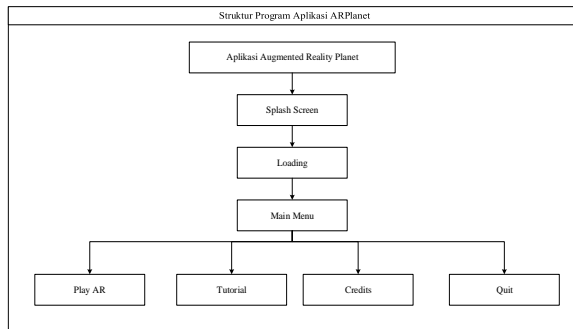 Struktur Program Aplikasi ARPlanet
Aplikasi Augmented Reality Planet
Splash Screen
Loading
Main Menu
Play AR
Tutorial
Credits
Quit